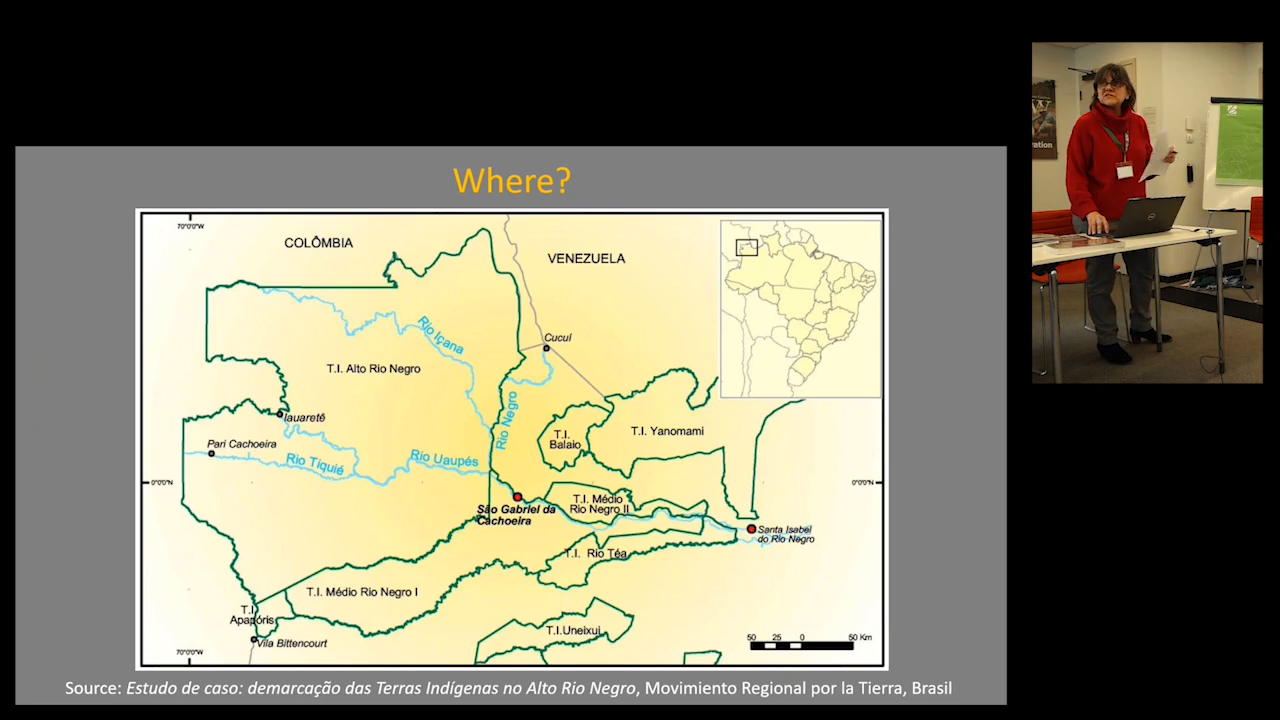 Where?
70°0'0"W
COLÔMBIA
VENEZUELA
Rio Içana
Cucuí
T.I. Alto Rio Negro
Rio Negro
Iauaretê
T.I.
Balaio
T.I. Yanomami
Pari Cachoeira
Rio Tiquié
Rio Uaupés
0°0'0"N
0°0'0"N
São Gabriel da
Cachoeira
T.I. Médio
Rio Negro II
Santa Isabel
do Rio Negro
T.I. Rio Téa
T.I. Médio Rio Negro I
T.I.
Apapóris
T.I.Uneixui
Vila Bittencourt
50 25 0 50 Km
70°0'0"W
Source: Estudo de caso: demarcação das Terras Indígenas no Alto Rio Negro, Movimiento Regional por la Tierra, Brasil